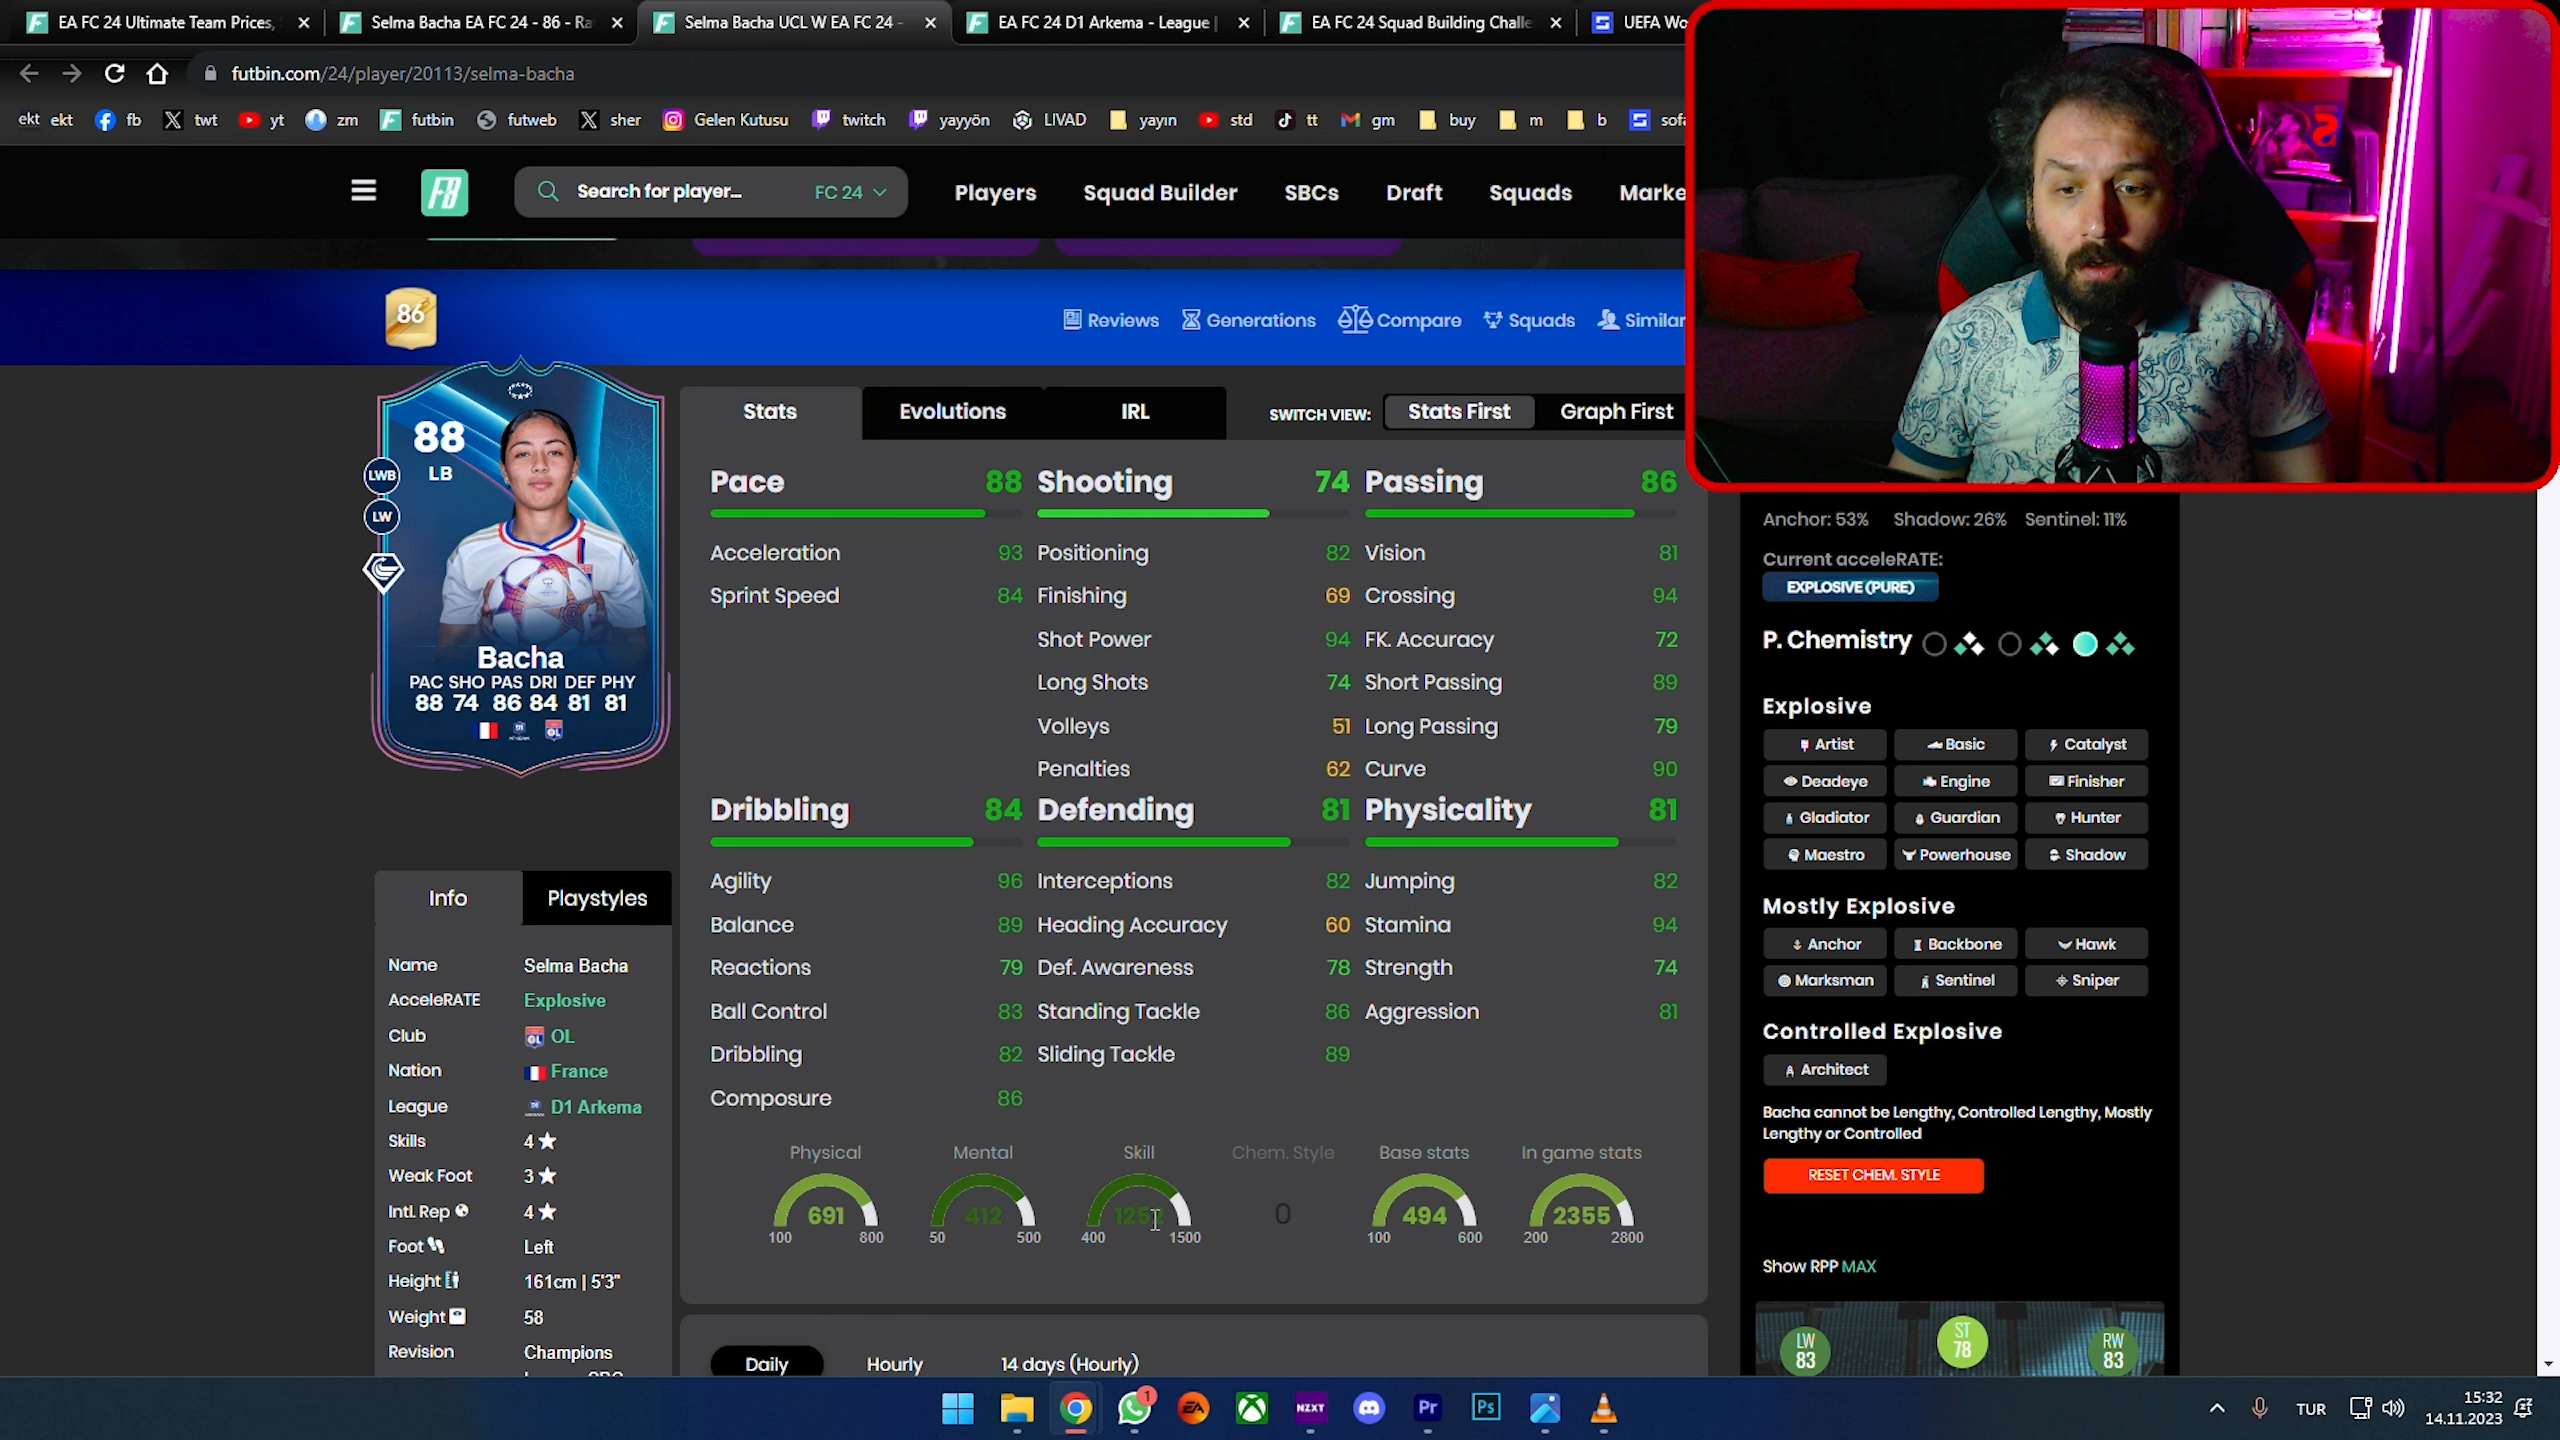 EA FC 24 Ultimate Team Prices,
Selma Bacha EA FC 24 - 86 - Ra
Selma Bacha UCL W EA FC 24 -
EA FC 24 D1 Arkema - League |
EA FC 24 Squad Building Challe
UEFA Wo
futbin.com/24/player/20113/selma-bacha
ekt ekt fb twt yt zm futbin futweb sher Gelen Kutusu twitch yayyön LIVAD yayın std tt gm buy m b sofa
Search for player... FC 24
Players Squad Builder SBCs Draft Squads Marke
86
Reviews Generations Compare Squads Similar
88
LB
LWB
LW
Bacha
PAC SHO PAS DRI DEF PHY
88 74 86 84 81 81
OL
Stats Evolutions IRL SWITCH VIEW: Stats First Graph First
Pace 88 Shooting 74 Passing 86
Acceleration 93 Positioning 82 Vision 81
Sprint Speed 84 Finishing 69 Crossing 94
Shot Power 94 FK. Accuracy 72
Long Shots 74 Short Passing 89
Volleys 51 Long Passing 79
Penalties 62 Curve 90
Dribbling 84 Defending 81 Physicality 81
Agility 96 Interceptions 82 Jumping 82
Balance 89 Heading Accuracy 60 Stamina 94
Reactions 79 Def. Awareness 78 Strength 74
Ball Control 83 Standing Tackle 86 Aggression 81
Dribbling 82 Sliding Tackle 89
Composure 86
Physical Mental Skill Chem. Style Base stats In game stats
691 412 0 494 2355
100 800 50 500 400 1500 100 600 200 2800
Info Playstyles
Name Selma Bacha
AcceleRATE Explosive
Club OL
Nation France
League D1 Arkema
Skills 4
Weak Foot 3
Intl. Rep 4
Foot Left
Height 161cm | 5'3"
Weight 58
Revision Champions
Daily Hourly 14 days (Hourly)
Anchor: 53% Shadow: 26% Sentinel: 11%
Current acceleRATE:
EXPLOSIVE (PURE)
P. Chemistry
Explosive
Artist Basic Catalyst
Deadeye Engine Finisher
Gladiator Guardian Hunter
Maestro Powerhouse Shadow
Mostly Explosive
Anchor Backbone Hawk
Marksman Sentinel Sniper
Controlled Explosive
Architect
Bacha cannot be Lengthy, Controlled Lengthy, Mostly
Lengthy or Controlled
RESET CHEM. STYLE
Show RPP MAX
LW
83
ST
78
RW
83
1
EA
NZXT
Pr
Ps
TUR
15:32
14.11.2023